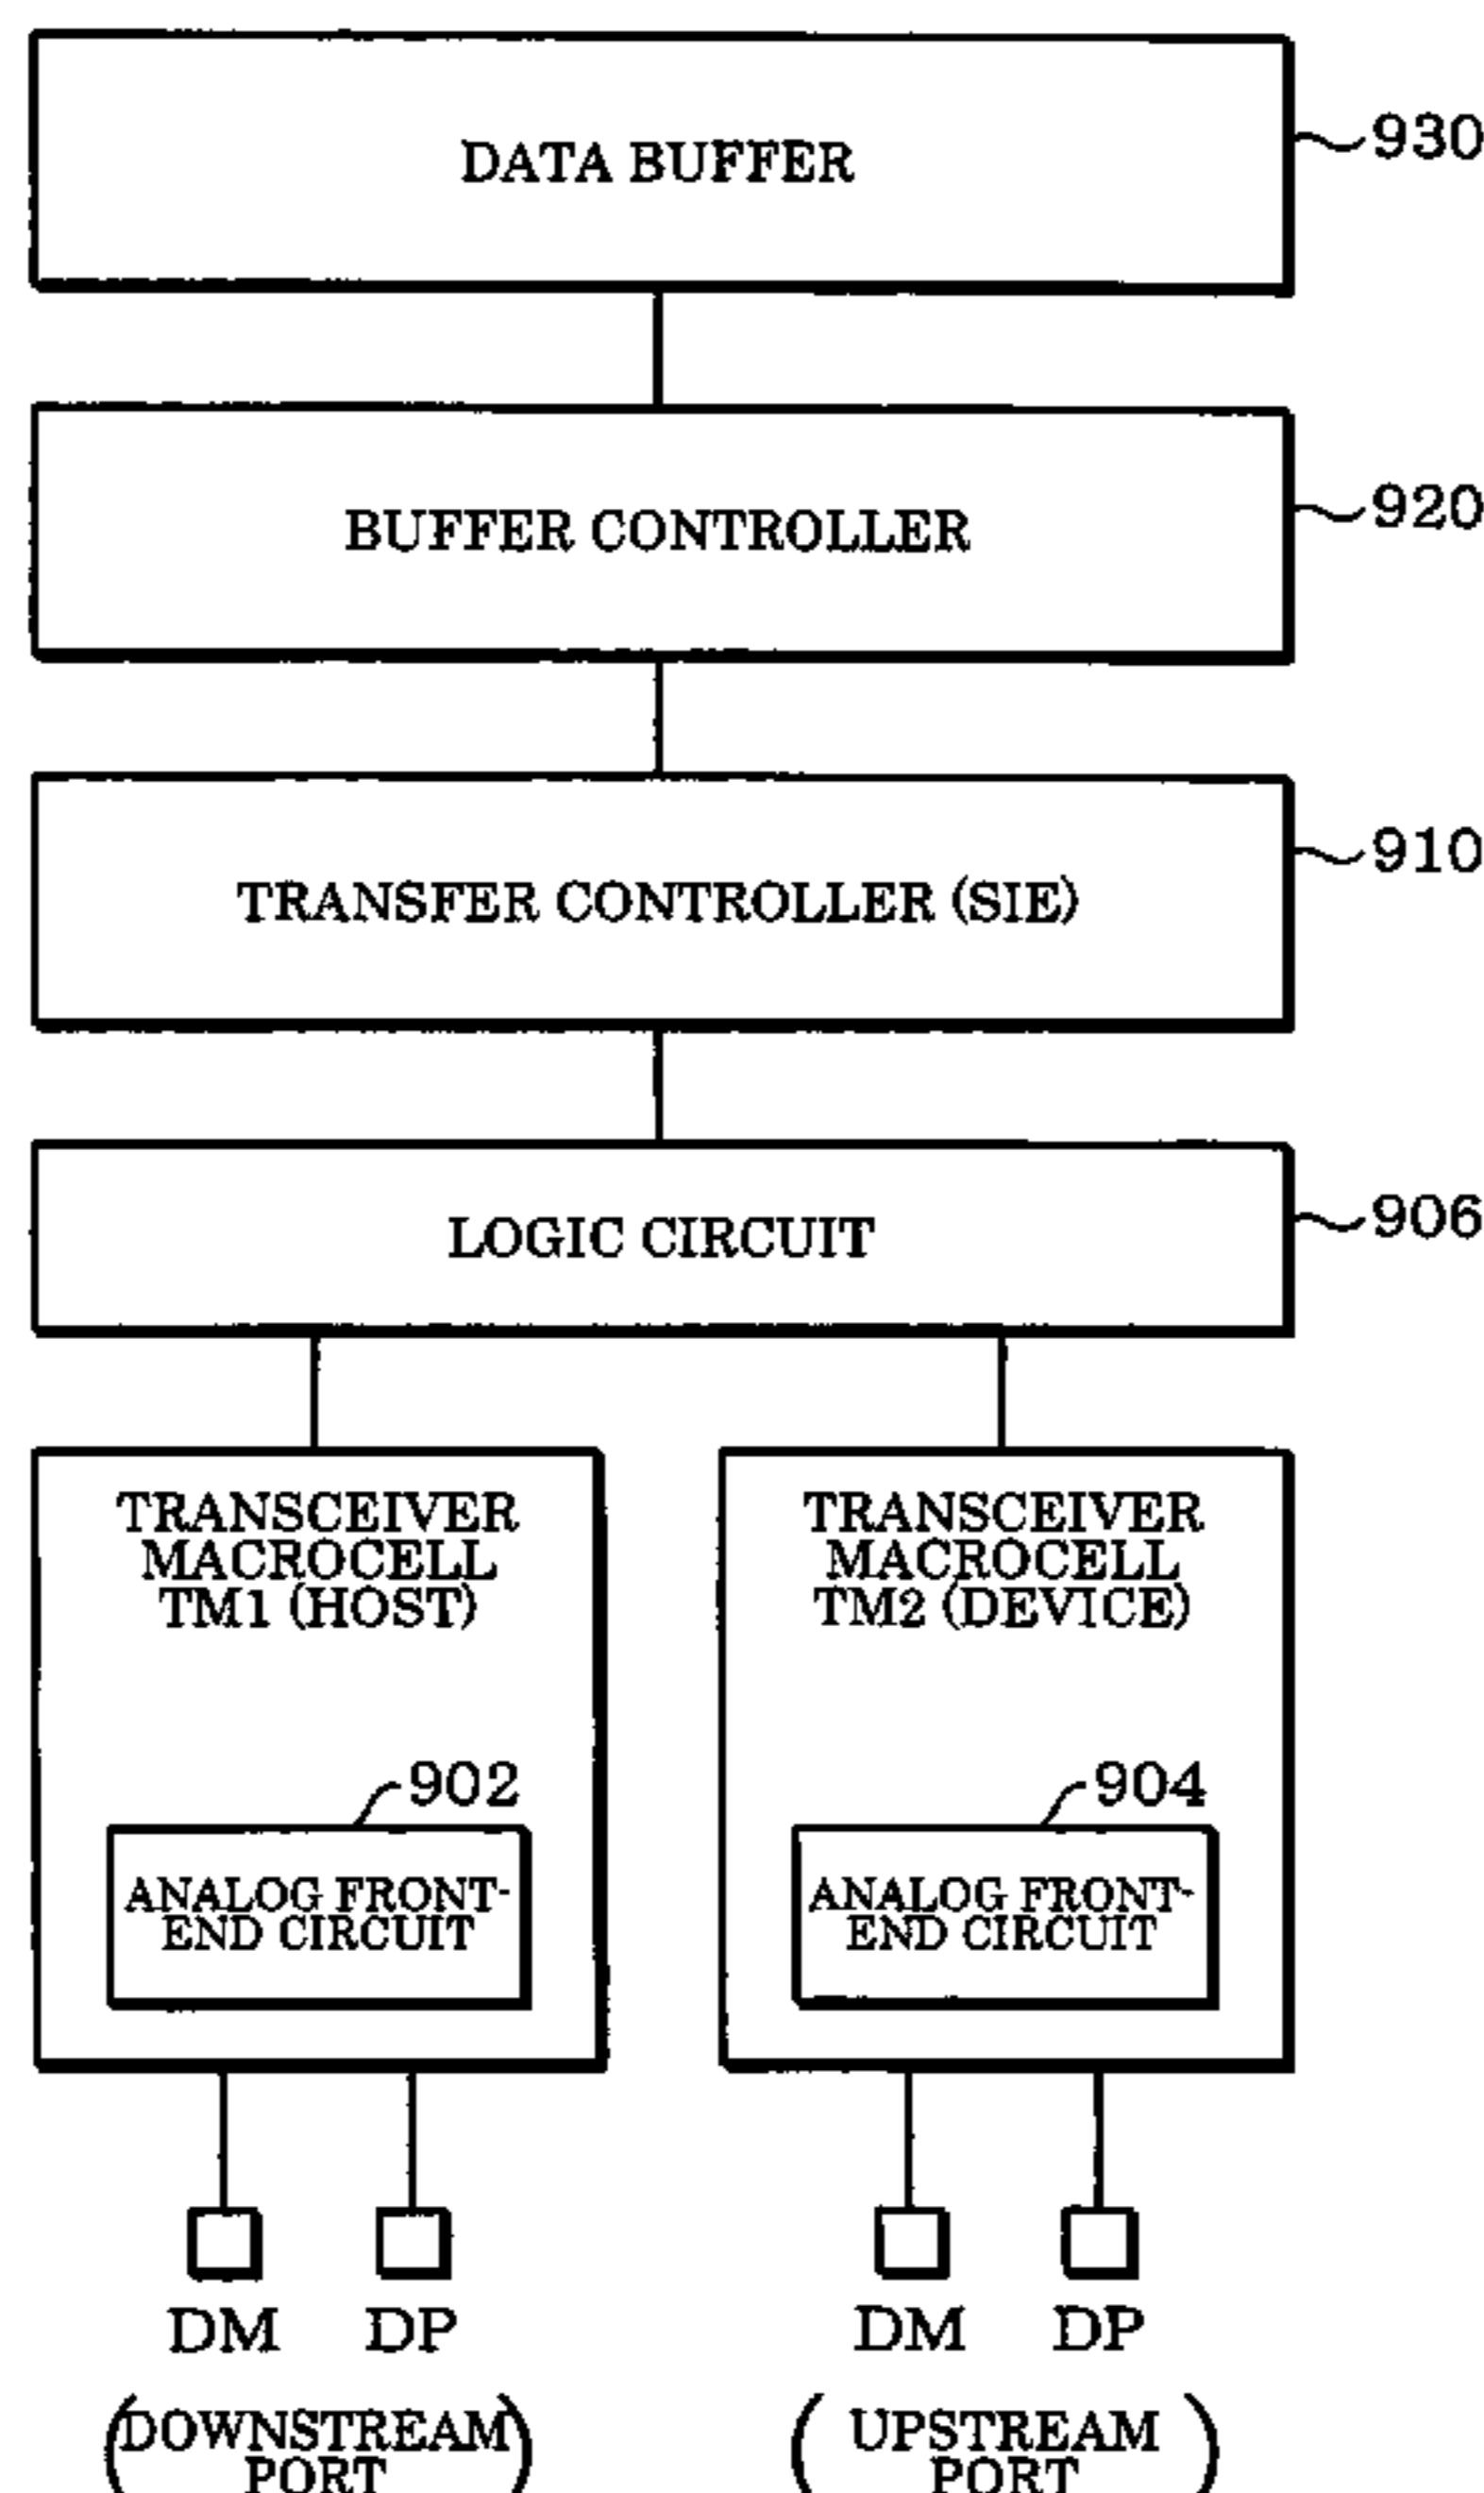 DATA BUFFER
930
BUFFER CONTROLLER
920
TRANSFER CONTROLLER (SIE)
910
LOGIC CIRCUIT
906
TRANSCEIVER
MACROCELL
TM1 (HOST)
902
ANALOG FRONT-
END CIRCUIT
TRANSCEIVER
MACROCELL
TM2 (DEVICE)
904
ANALOG FRONT-
END CIRCUIT
DM DP
(DOWNSTREAM
PORT)
DM DP
(UPSTREAM
PORT)